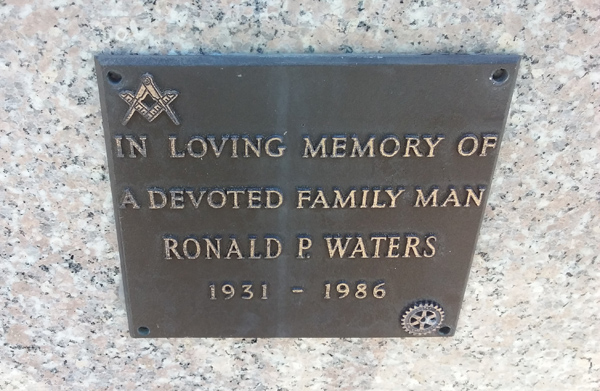 IN LOVING MEMORY OF
A DEVOTED FAMILY MAN
RONALD P. WATERS
1931 - 1986